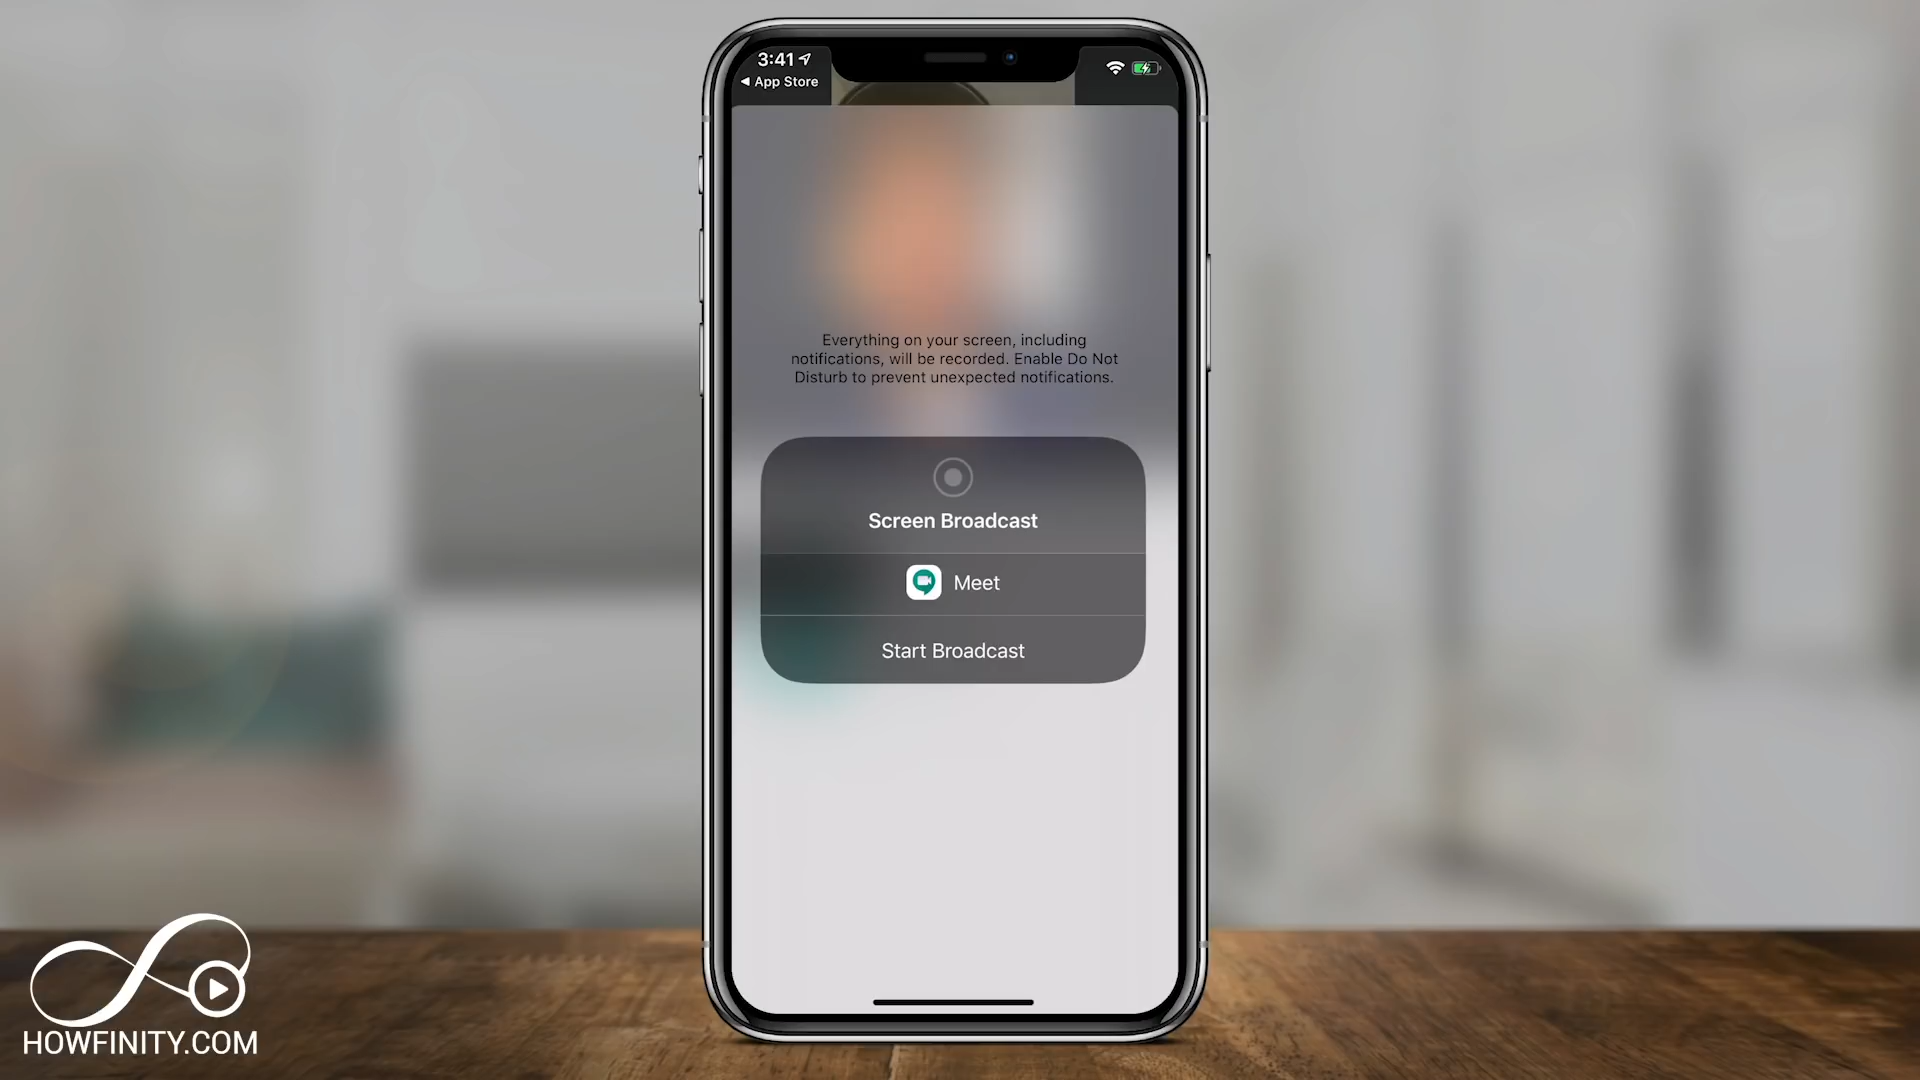 3:41
App Store
Everything on your screen, including
notifications, will be recorded. Enable Do Not
Disturb to prevent unexpected notifications.
Screen Broadcast
Meet
Start Broadcast
HOWFINITY.COM